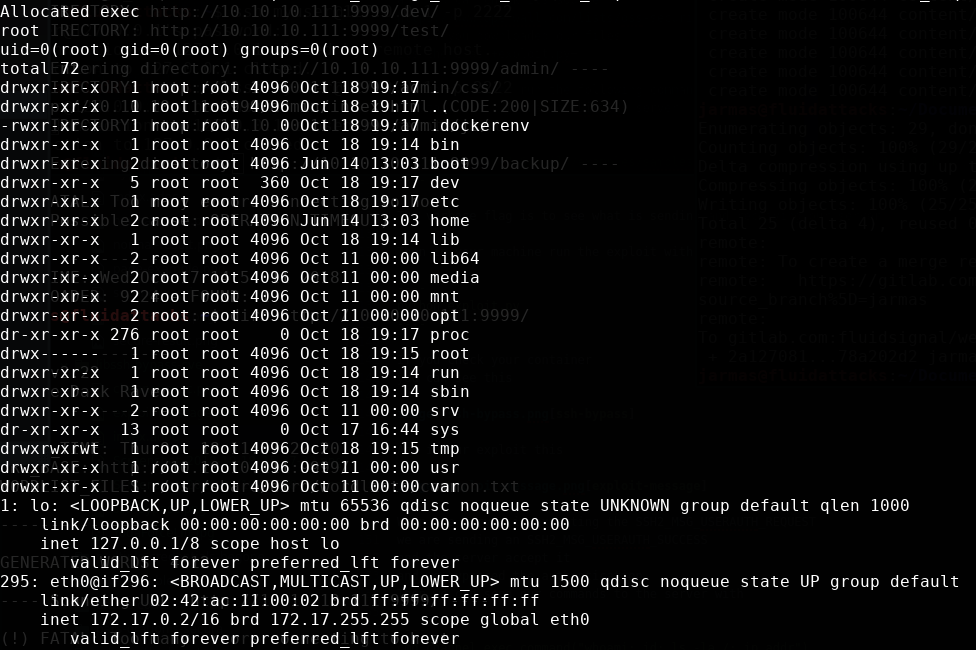 Allocated exec
root
uid=0(root) gid=0(root) groups=0(root)
total 72
drwxr-xr-x   1 root root 4096 Oct 18 19:17 .
drwxr-xr-x   1 root root 4096 Oct 18 19:17 ..
-rwxr-xr-x   1 root root    0 Oct 18 19:17 .dockerenv
drwxr-xr-x   1 root root 4096 Oct 18 19:14 bin
drwxr-xr-x   2 root root 4096 Jun 14 13:03 boot
drwxr-xr-x   5 root root  360 Oct 18 19:17 dev
drwxr-xr-x   1 root root 4096 Oct 18 19:17 etc
drwxr-xr-x   2 root root 4096 Jun 14 13:03 home
drwxr-xr-x   1 root root 4096 Oct 18 19:14 lib
drwxr-xr-x   2 root root 4096 Oct 11 00:00 lib64
drwxr-xr-x   2 root root 4096 Oct 11 00:00 media
drwxr-xr-x   2 root root 4096 Oct 11 00:00 mnt
drwxr-xr-x   2 root root 4096 Oct 11 00:00 opt
dr-xr-xr-x 276 root root    0 Oct 18 19:17 proc
drwx------   1 root root 4096 Oct 18 19:15 root
drwxr-xr-x   1 root root 4096 Oct 18 19:14 run
drwxr-xr-x   1 root root 4096 Oct 18 19:14 sbin
drwxr-xr-x   2 root root 4096 Oct 11 00:00 srv
dr-xr-xr-x  13 root root    0 Oct 17 16:44 sys
drwxrwxrwt   1 root root 4096 Oct 18 19:15 tmp
drwxr-xr-x   1 root root 4096 Oct 11 00:00 usr
drwxr-xr-x   1 root root 4096 Oct 11 00:00 var
1: lo: <LOOPBACK,UP,LOWER_UP> mtu 65536 qdisc noqueue state UNKNOWN group default qlen 1000
    link/loopback 00:00:00:00:00:00 brd 00:00:00:00:00:00
    inet 127.0.0.1/8 scope host lo
       valid_lft forever preferred_lft forever
295: eth0@if296: <BROADCAST,MULTICAST,UP,LOWER_UP> mtu 1500 qdisc noqueue state UP group default
    link/ether 02:42:ac:11:00:02 brd ff:ff:ff:ff:ff:ff
    inet 172.17.0.2/16 brd 172.17.255.255 scope global eth0
       valid_lft forever preferred_lft forever